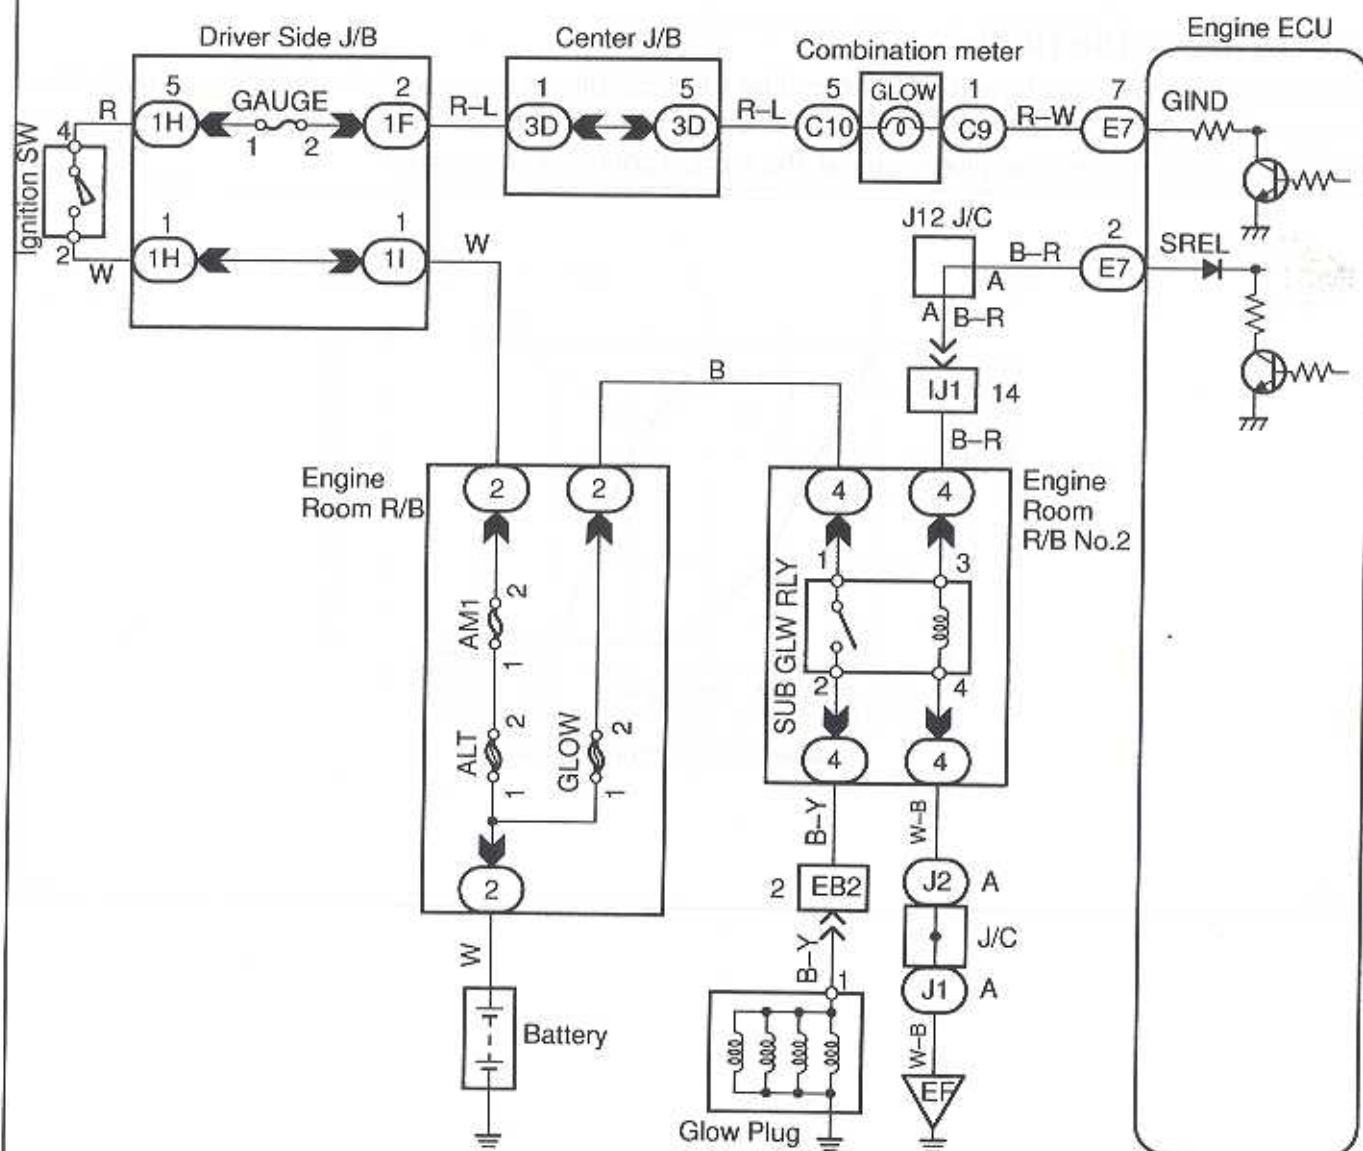 Driver Side J/B
Center J/B
Combination meter
Engine ECU
5
GAUGE
2
1
5
5
GLOW
1
7
GIND
R
1H
1F
R–L
3D
3D
R–L
C10
C9
R–W
E7
4
1
2
Ignition SW
2
W
1
1H
1
1I
W
J12 J/C
A
A
B–R
B–R
2
E7
SREL
B
IJ1
14
B–R
Engine
Room R/B
2
2
4
4
Engine
Room
R/B No.2
AM1
2
1
ALT
2
1
GLOW
2
1
SUB GLW RLY
1
3
2
4
4
4
2
B–Y
W–B
2
EB2
J2
A
J/C
B–Y
J1
A
W
Battery
1
W–B
EF
Glow Plug